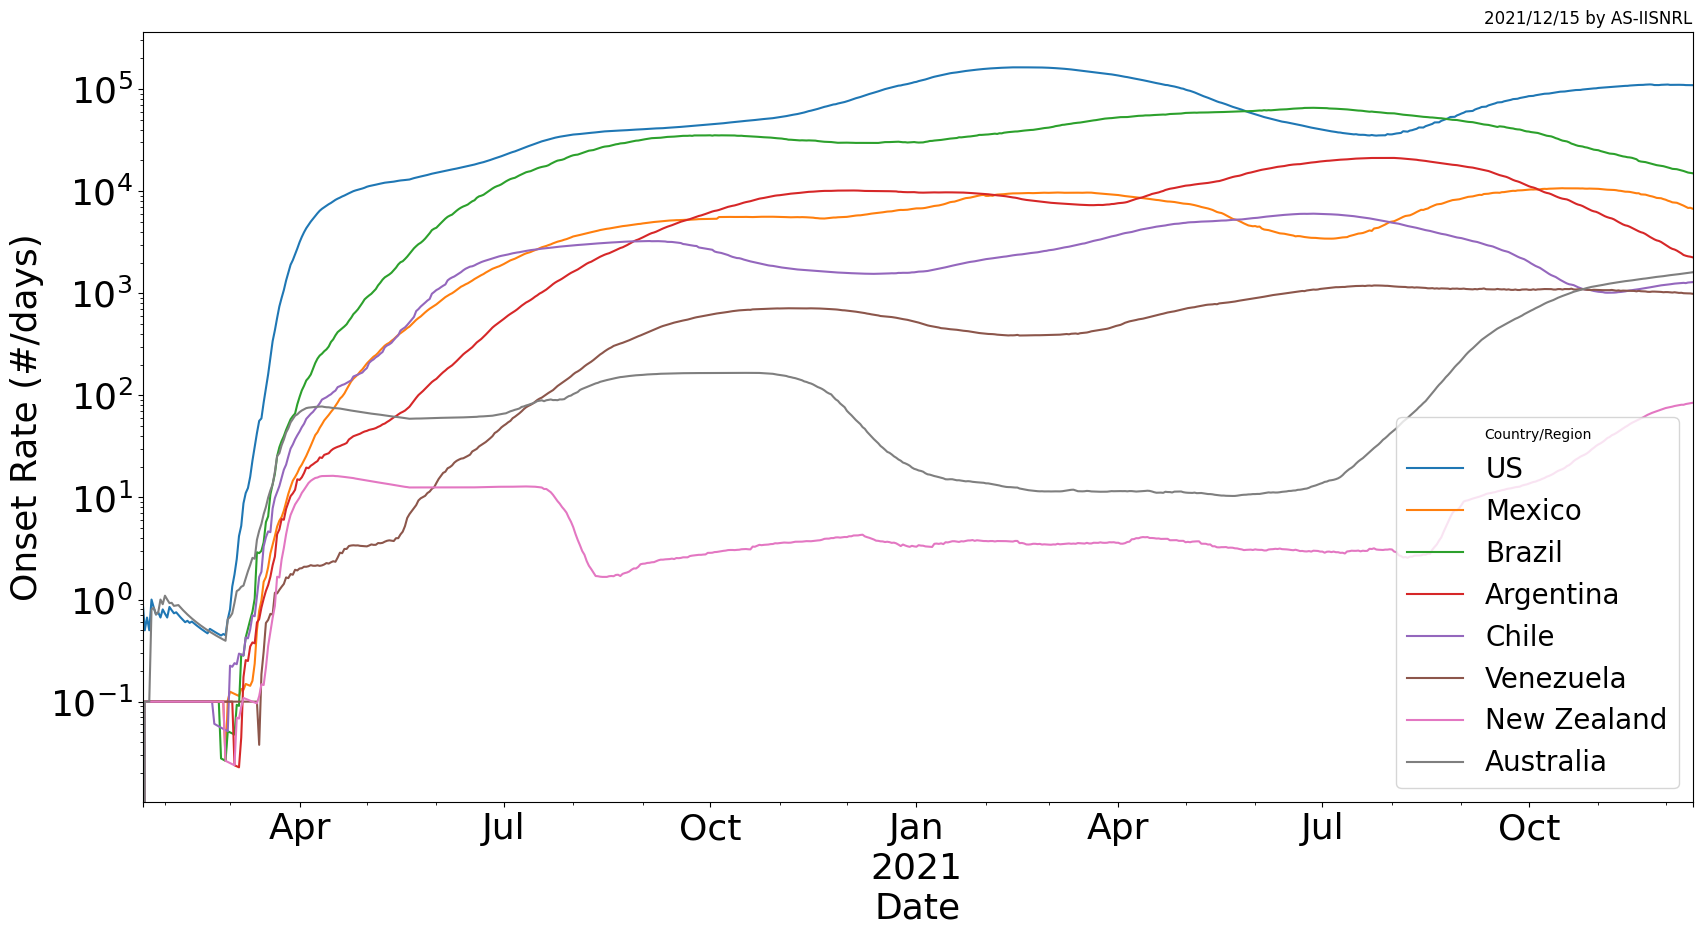 2021/12/15 by AS-IISNRL
Onset Rate (#/days)
10^5
10^4
10^3
10^2
10^1
10^0
10^−1
Country/Region
US
Mexico
Brazil
Argentina
Chile
Venezuela
New Zealand
Australia
Apr Jul Oct Jan Apr Jul Oct
2021
Date